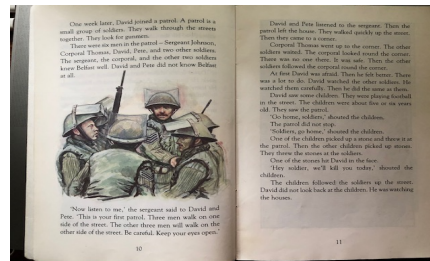 One week later, David joined a patrol. A patrol is a
small group of soldiers. They walk through the streets
together. They look for gunmen.
There were six men in the patrol – Sergeant Johnson,
Corporal Thomas, David, Pete, and two other soldiers.
The sergeant, the corporal, and the other two soldiers
knew Belfast well. David and Pete did not know Belfast
at all.
'Now listen to me,' the sergeant said to David and
Pete. 'This is your first patrol. Three men walk on one
side of the street. The other three men will walk on the
other side of the street. Be careful. Keep your eyes open.'
10
David and Pete listened to the sergeant. Then the
patrol left the house. They walked quickly up the street.
Then they came to a corner.
Corporal Thomas went up to the corner. The other
soldiers waited. The corporal looked round the corner.
There was no one there. It was safe. Then the other
soldiers followed the corporal round the corner.
At first David was afraid. Then he felt better. There
was a lot to do. David watched the other soldiers. He
watched them carefully. Then he did the same as them.
David saw some children. They were playing football
in the street. The children were about five or six years
old. They saw the patrol.
'Go home, soldiers,' shouted the children.
The patrol did not stop.
'Soldiers, go home,' shouted the children.
One of the children picked up a stone and threw it at
the patrol. Then the other children picked up stones.
They threw the stones at the soldiers.
One of the stones hit David in the face.
'Hey soldier, we'll kill you today,' shouted the
children.
The children followed the soldiers up the street.
David did not look back at the children. He was watching
the houses.
11